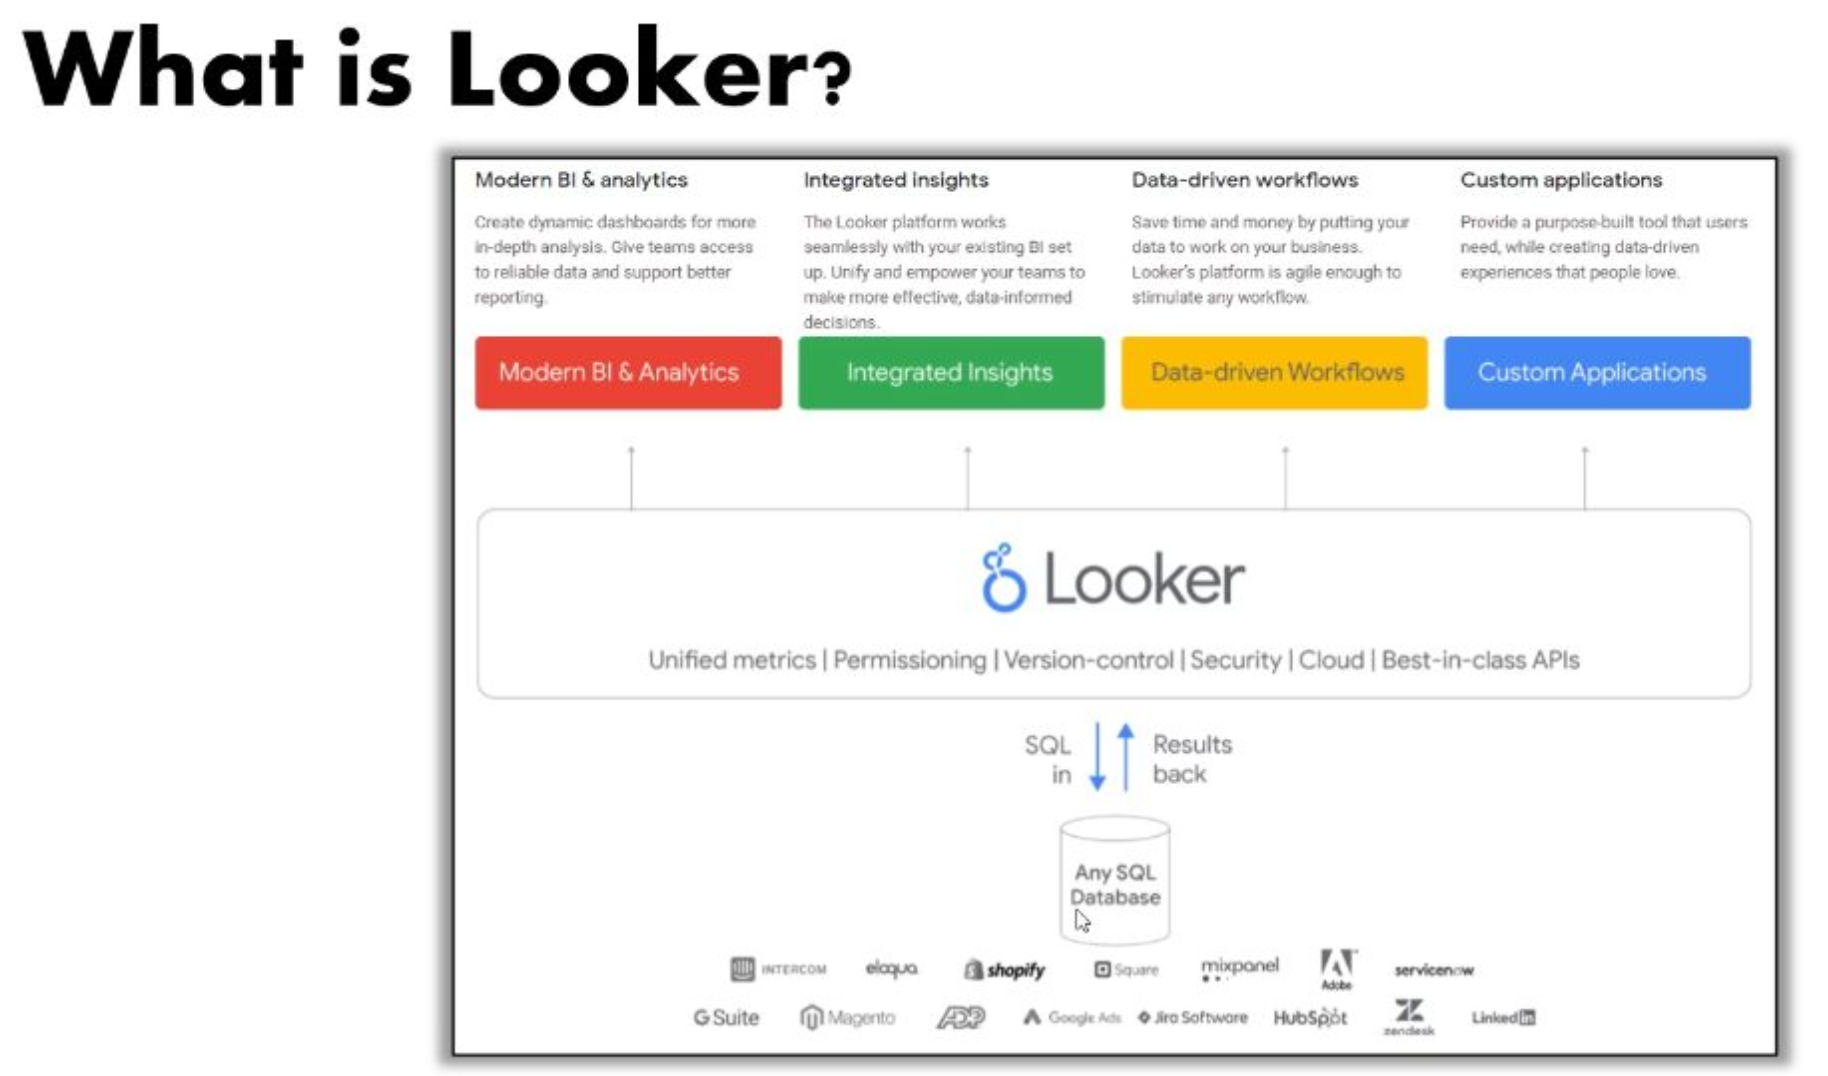 What is Looker?
Modern BI & analytics
Create dynamic dashboards for more
in-depth analysis. Give teams access
to reliable data and support better
reporting.
Integrated insights
The Looker platform works
seamlessly with your existing BI set
up. Unify and empower your teams to
make more effective, data-informed
decisions.
Data-driven workflows
Save time and money by putting your
data to work on your business.
Looker's platform is agile enough to
stimulate any workflow.
Custom applications
Provide a purpose-built tool that users
need, while creating data-driven
experiences that people love.
Modern BI & Analytics
Integrated Insights
Data-driven Workflows
Custom Applications
Looker
Unified metrics | Permissioning | Version-control | Security | Cloud | Best-in-class APIs
SQL
in
Results
back
Any SQL
Database
INTERCOM eloqua shopify Square mixpanel Adobe servicenow
G Suite Magento ADP Google Ads Jira Software HubSpot zendesk LinkedIn